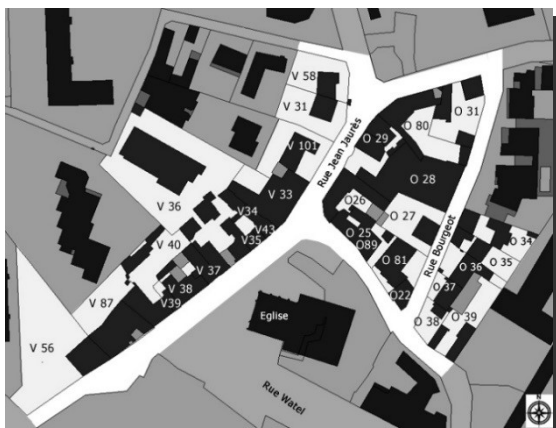 V 58
V 31
V 101
Rue Jean Jaurès
O 29
O 80
O 31
O 28
V 33
V 36
V34
V43
V35
O26
O 27
O 25
O89
V 40
V 37
V 38
V39
O 81
Rue Bourgeot
O 34
O 35
O 36
O 37
O22
O 38
O 39
V 87
V 56
Eglise
Rue Watel
N